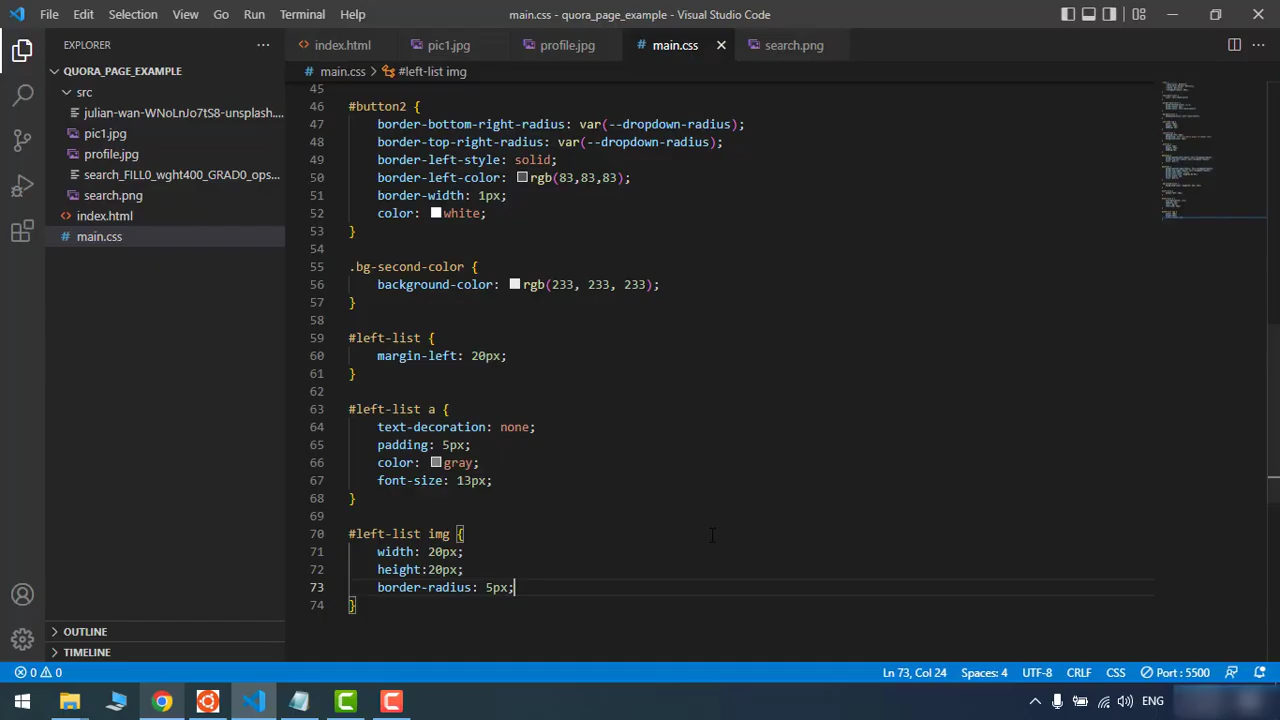 File Edit Selection View Go Run Terminal Help main.css - quora_page_example - Visual Studio Code
EXPLORER
index.html pic1.jpg profile.jpg # main.css search.png
QUORA_PAGE_EXAMPLE
# main.css > #left-list img
src
julian-wan-WNoLnJo7tS8-unsplash....
pic1.jpg
profile.jpg
search_FILL0_wght400_GRAD0_ops...
search.png
index.html
# main.css
45
46 #button2 {
47 border-bottom-right-radius: var(--dropdown-radius);
48 border-top-right-radius: var(--dropdown-radius);
49 border-left-style: solid;
50 border-left-color: rgb(83,83,83);
51 border-width: 1px;
52 color: white;
53 }
54
55 .bg-second-color {
56 background-color: rgb(233, 233, 233);
57 }
58
59 #left-list {
60 margin-left: 20px;
61 }
62
63 #left-list a {
64 text-decoration: none;
65 padding: 5px;
66 color: gray;
67 font-size: 13px;
68 }
69
70 #left-list img {
71 width: 20px;
72 height:20px;
73 border-radius: 5px;
74 }
OUTLINE
TIMELINE
0 0 Ln 73, Col 24 Spaces: 4 UTF-8 CRLF CSS Port : 5500
ENG